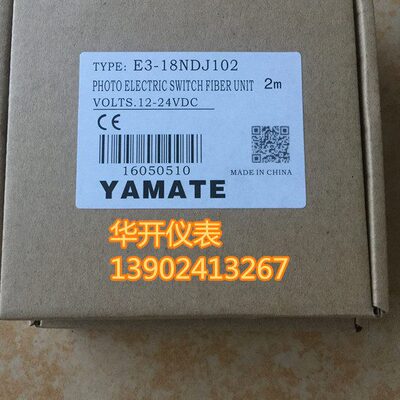 TYPE: E3-18NDJ102
PHOTO ELECTRIC SWITCH FIBER UNIT 2m
VOLTS.12-24VDC
CE
16050510
MADE IN CHINA
YAMATE
华开仪表
13902413267